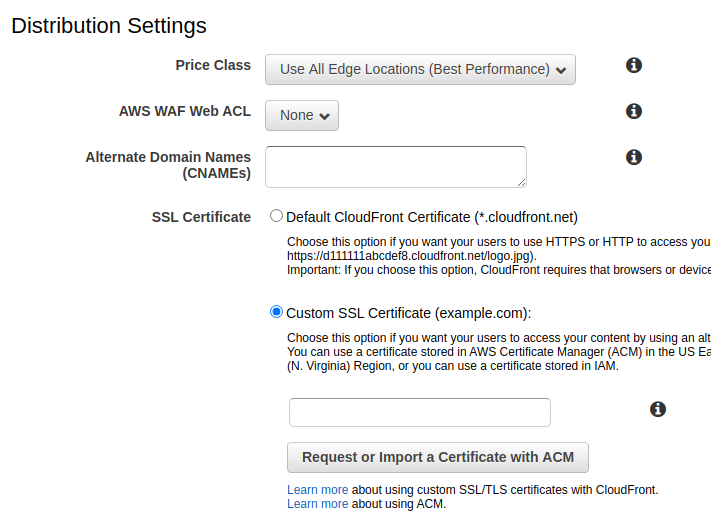 Distribution Settings
Price Class
Use All Edge Locations (Best Performance)
AWS WAF Web ACL
None
Alternate Domain Names
(CNAMEs)
SSL Certificate
Default CloudFront Certificate (*.cloudfront.net)
Choose this option if you want your users to use HTTPS or HTTP to access you
https://d111111abcdef8.cloudfront.net/logo.jpg).
Important: If you choose this option, CloudFront requires that browsers or device
Custom SSL Certificate (example.com):
Choose this option if you want your users to access your content by using an alt
You can use a certificate stored in AWS Certificate Manager (ACM) in the US Ea
(N. Virginia) Region, or you can use a certificate stored in IAM.
Request or Import a Certificate with ACM
Learn more about using custom SSL/TLS certificates with CloudFront.
Learn more about using ACM.